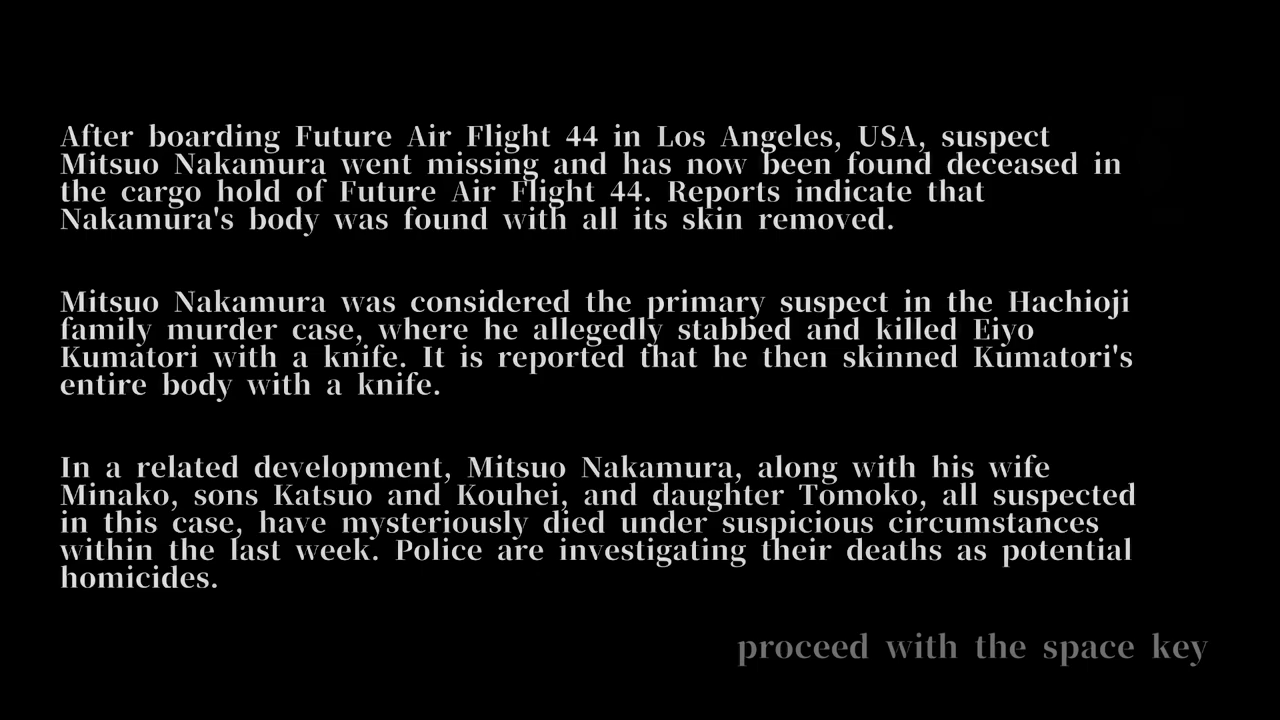 After boarding Future Air Flight 44 in Los Angeles, USA, suspect
Mitsuo Nakamura went missing and has now been found deceased in
the cargo hold of Future Air Flight 44. Reports indicate that
Nakamura's body was found with all its skin removed.
Mitsuo Nakamura was considered the primary suspect in the Hachioji
family murder case, where he allegedly stabbed and killed Eiyo
Kumatori with a knife. It is reported that he then skinned Kumatori's
entire body with a knife.
In a related development, Mitsuo Nakamura, along with his wife
Minako, sons Katsuo and Kouhei, and daughter Tomoko, all suspected
in this case, have mysteriously died under suspicious circumstances
within the last week. Police are investigating their deaths as potential
homicides.
proceed with the space key